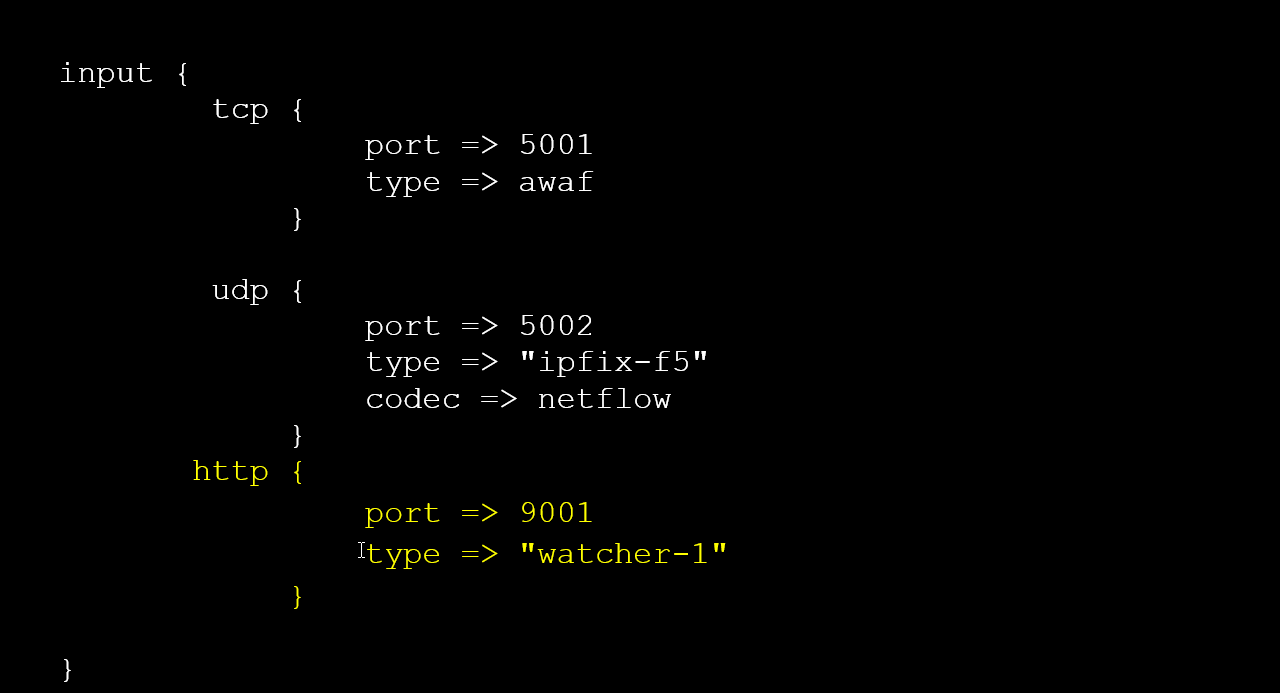 input {
tcp {
port => 5001
type => awaf
}
udp {
port => 5002
type => "ipfix-f5"
codec => netflow
}
http {
port => 9001
type => "watcher-1"
}
}